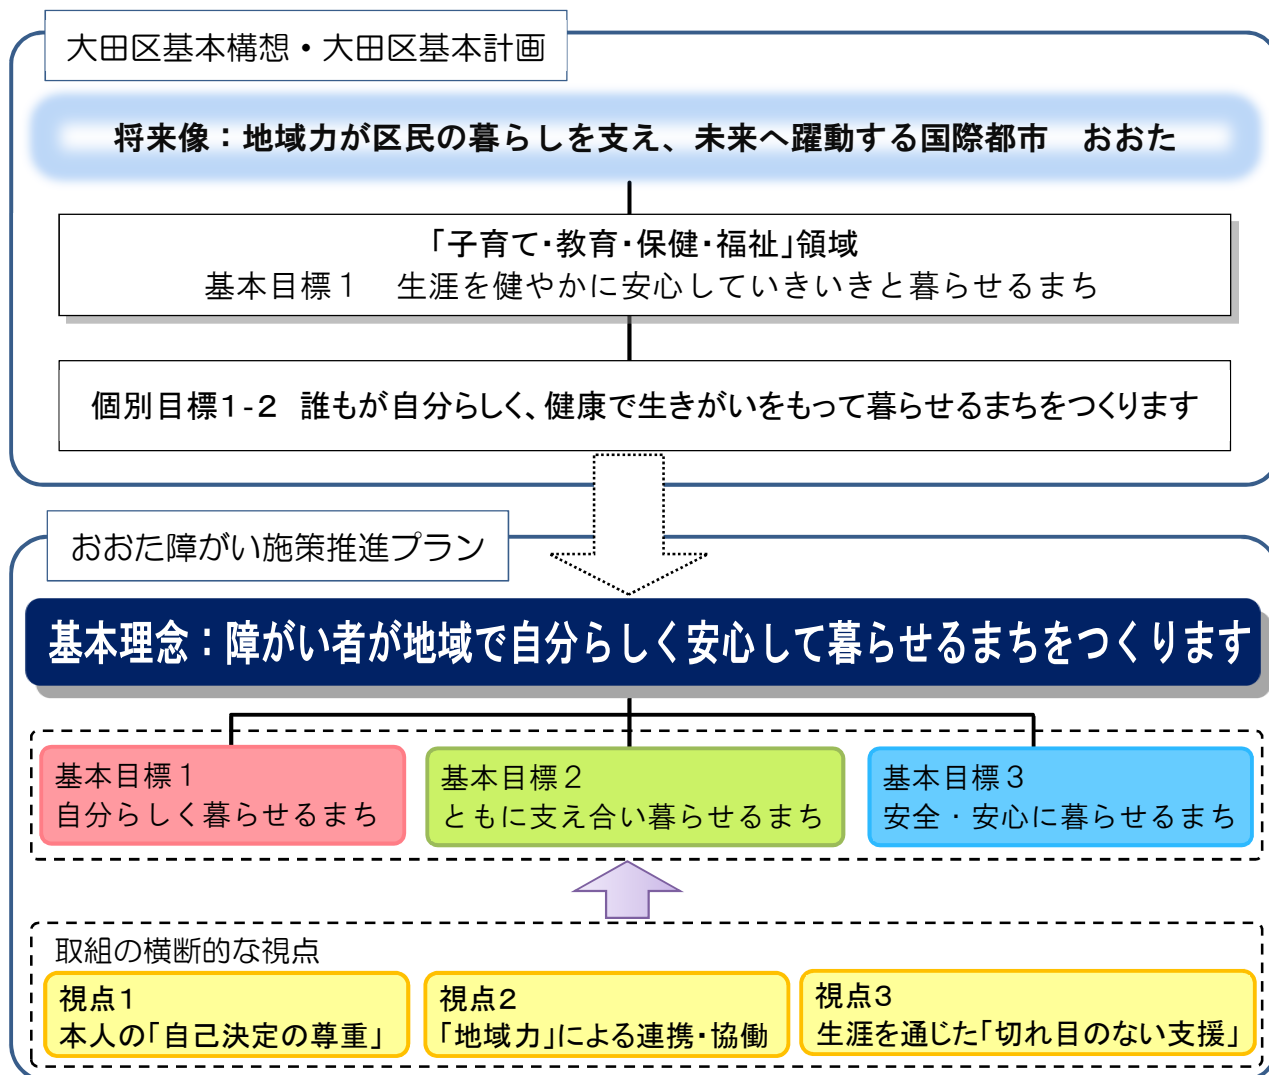 大田区基本構想・大田区基本計画
将来像：地域力が区民の暮らしを支え、未来へ躍動する国際都市　おおた
「子育て・教育・保健・福祉」領域
基本目標１　生涯を健やかに安心していきいきと暮らせるまち
個別目標１-２ 誰もが自分らしく、健康で生きがいをもって暮らせるまちをつくります
おおた障がい施策推進プラン
基本理念：障がい者が地域で自分らしく安心して暮らせるまちをつくります
基本目標１
自分らしく暮らせるまち
基本目標２
ともに支え合い暮らせるまち
基本目標３
安全・安心に暮らせるまち
取組の横断的な視点
視点１
本人の「自己決定の尊重」
視点２
「地域力」による連携・協働
視点３
生涯を通じた「切れ目のない支援」